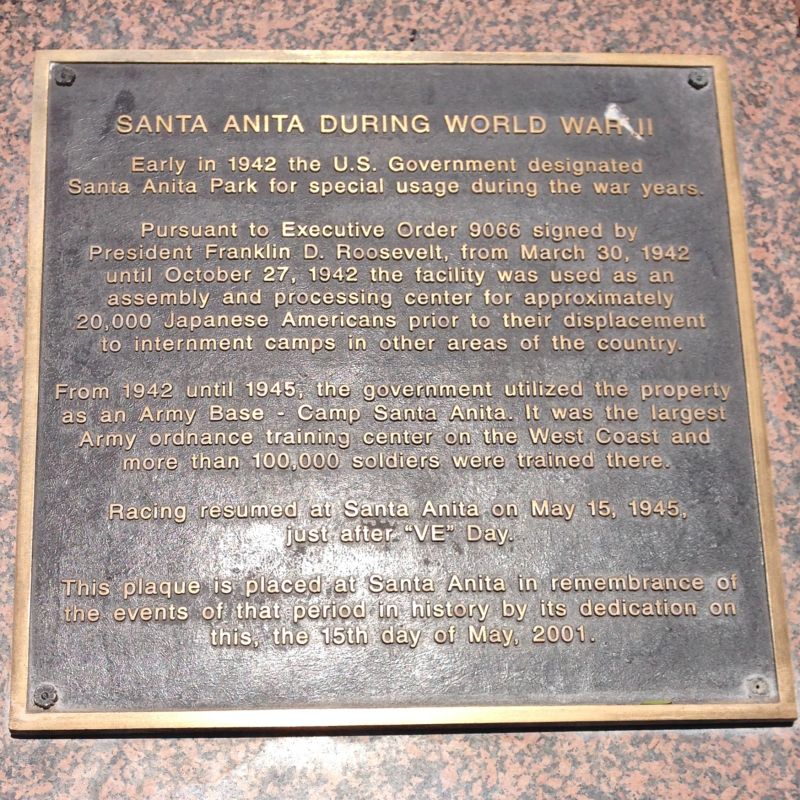 SANTA ANITA DURING WORLD WAR II
Early in 1942 the U.S. Government designated
Santa Anita Park for special usage during the war years.
Pursuant to Executive Order 9066 signed by
President Franklin D. Roosevelt, from March 30, 1942
until October 27, 1942 the facility was used as an
assembly and processing center for approximately
20,000 Japanese Americans prior to their displacement
to internment camps in other areas of the country.
From 1942 until 1945, the government utilized the property
as an Army Base - Camp Santa Anita. It was the largest
Army ordnance training center on the West Coast and
more than 100,000 soldiers were trained there.
Racing resumed at Santa Anita on May 15, 1945,
just after "VE" Day.
This plaque is placed at Santa Anita in remembrance of
the events of that period in history by its dedication on
this, the 15th day of May, 2001.